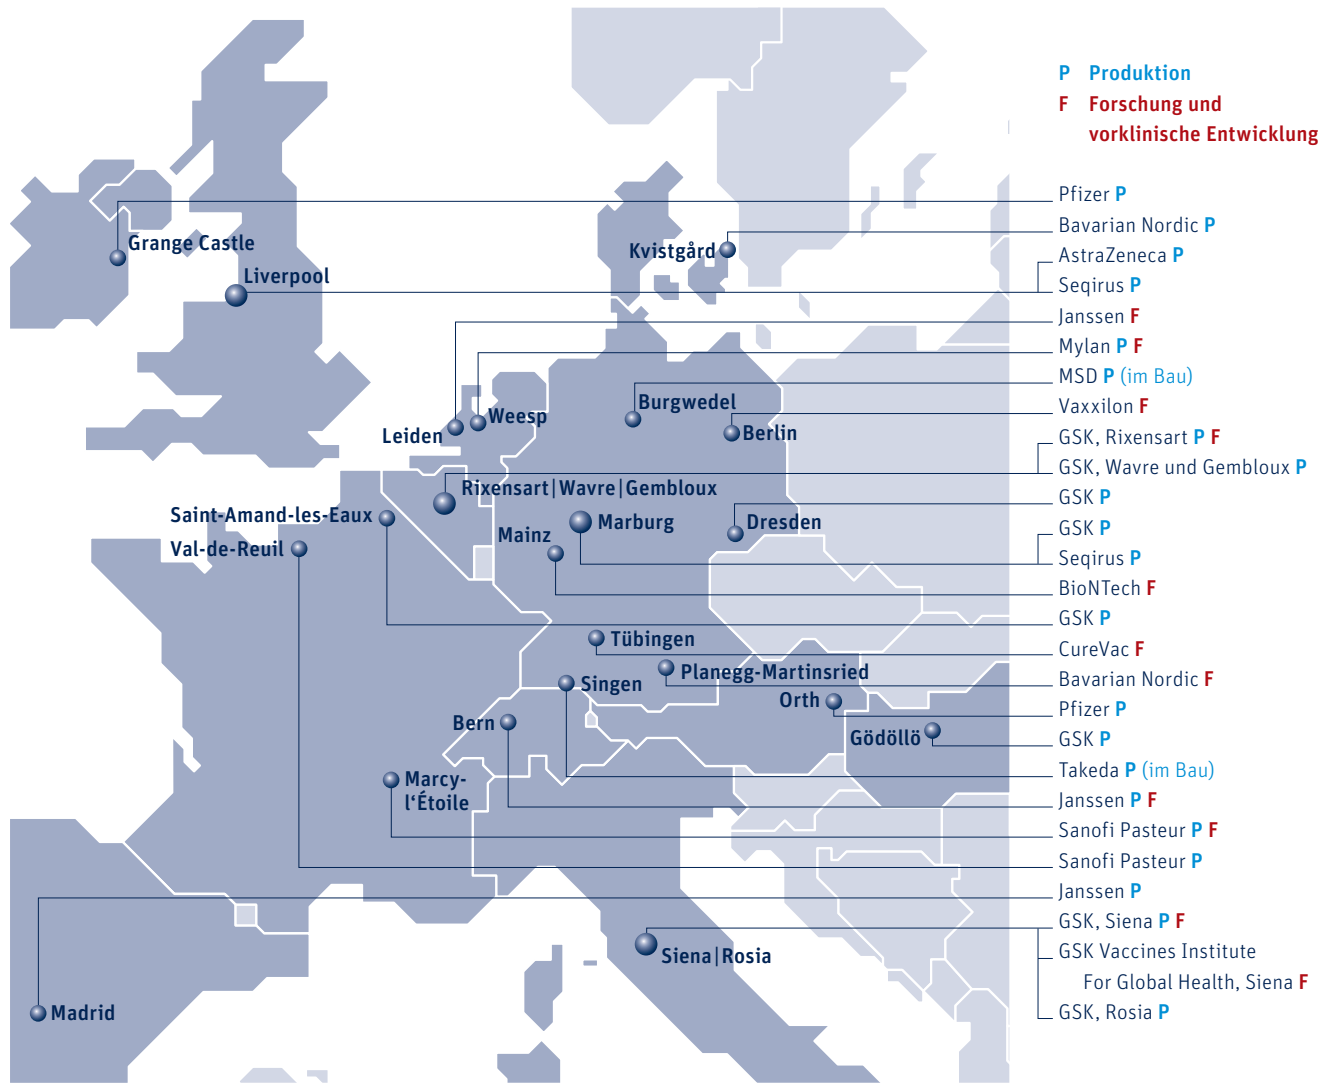 P Produktion
F Forschung und
vorklinische Entwicklung
Pfizer P
Bavarian Nordic P
AstraZeneca P
Seqirus P
Janssen F
Mylan P F
MSD P (im Bau)
Vaxxilon F
GSK, Rixensart P F
GSK, Wavre und Gembloux P
GSK P
GSK P
Seqirus P
BioNTech F
GSK P
CureVac F
Bavarian Nordic F
Pfizer P
GSK P
Takeda P (im Bau)
Janssen P F
Sanofi Pasteur P F
Sanofi Pasteur P
Janssen P
GSK, Siena P F
GSK Vaccines Institute
For Global Health, Siena F
GSK, Rosia P
Grange Castle
Liverpool
Kvistgård
Leiden
Weesp
Burgwedel
Berlin
Rixensart|Wavre|Gembloux
Saint-Amand-les-Eaux
Val-de-Reuil
Marburg
Mainz
Dresden
Tübingen
Planegg-Martinsried
Singen
Orth
Bern
Gödöllö
Marcy-
l‘Étoile
Siena|Rosia
Madrid